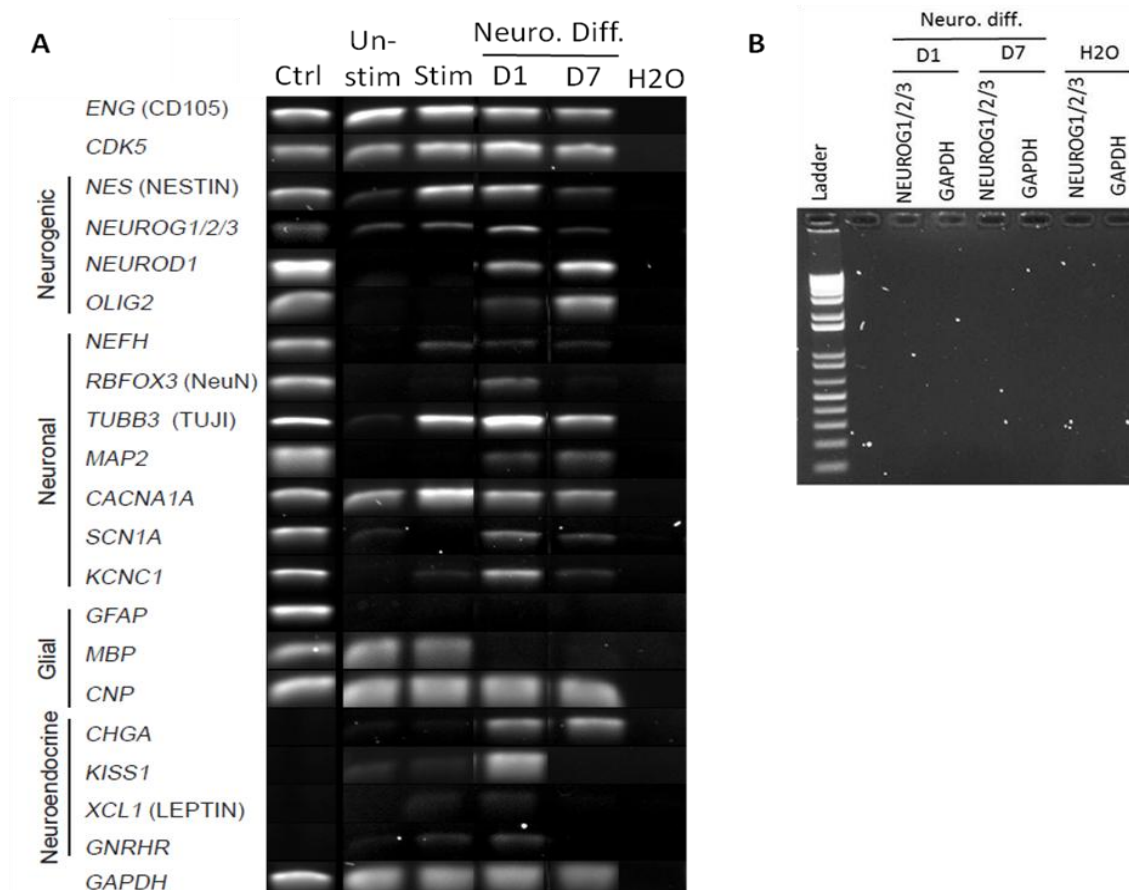 A
Un-
stim
Neuro. Diff.
Ctrl
Stim
D1
D7
H2O
ENG (CD105)
CDK5
Neurogenic
NES (NESTIN)
NEUROG1/2/3
NEUROD1
OLIG2
Neuronal
NEFH
RBFOX3 (NeuN)
TUBB3 (TUJI)
MAP2
CACNA1A
SCN1A
KCNC1
Glial
GFAP
MBP
CNP
Neuroendocrine
CHGA
KISS1
XCL1 (LEPTIN)
GNRHR
GAPDH
B
Neuro. diff.
D1
D7
H2O
Ladder
NEUROG1/2/3
GAPDH
NEUROG1/2/3
GAPDH
NEUROG1/2/3
GAPDH